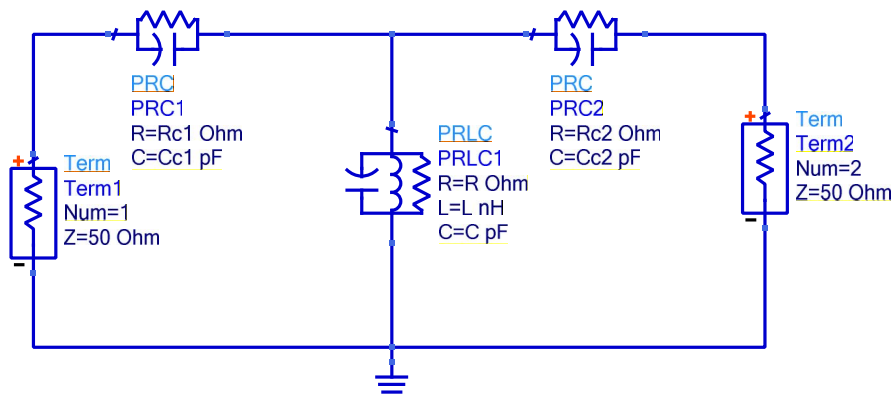 PRC
PRC1
R=Rc1 Ohm
C=Cc1 pF
PRC
PRC2
R=Rc2 Ohm
C=Cc2 pF
+
Term
Term1
Num=1
Z=50 Ohm
-
PRLC
PRLC1
R=R Ohm
L=L nH
C=C pF
+
Term
Term2
Num=2
Z=50 Ohm
-